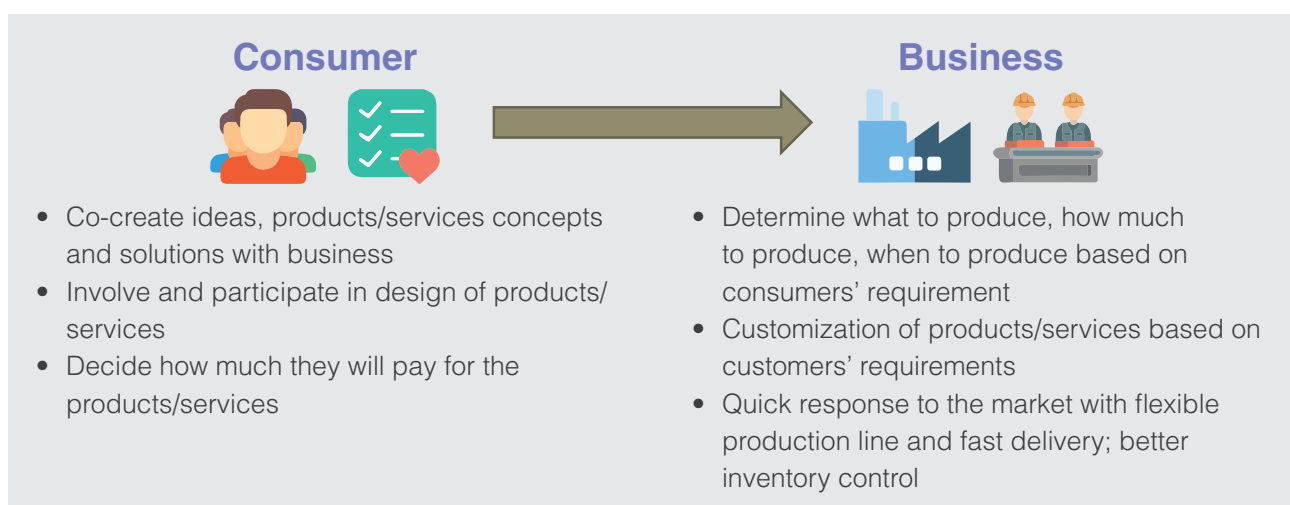 Consumer
• Co-create ideas, products/services concepts
and solutions with business
• Involve and participate in design of products/
services
• Decide how much they will pay for the
products/services
Business
• Determine what to produce, how much
to produce, when to produce based on
consumers’ requirement
• Customization of products/services based on
customers’ requirements
• Quick response to the market with flexible
production line and fast delivery; better
inventory control